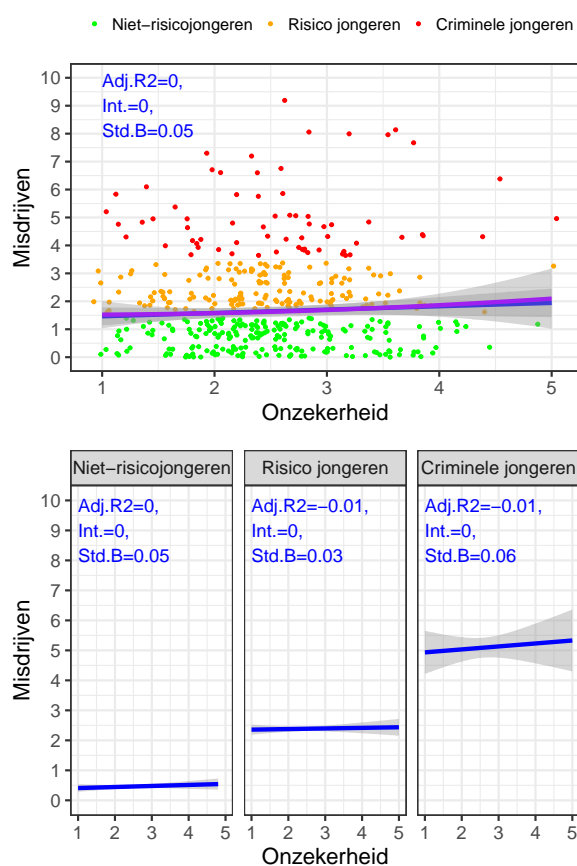 Niet−risicojongeren Risico jongeren Criminele jongeren
10
9
8
7
6
5
4
3
2
1
0
Misdrijven
Adj.R2=0,
Int.=0,
Std.B=0.05
1 2 3 4 5
Onzekerheid
Niet−risicojongeren Risico jongeren Criminele jongeren
10
9
8
7
6
5
4
3
2
1
0
Misdrijven
Adj.R2=0,
Int.=0,
Std.B=0.05
Adj.R2=−0.01,
Int.=0,
Std.B=0.03
Adj.R2=−0.01,
Int.=0,
Std.B=0.06
1 2 3 4 5 1 2 3 4 5 1 2 3 4 5
Onzekerheid